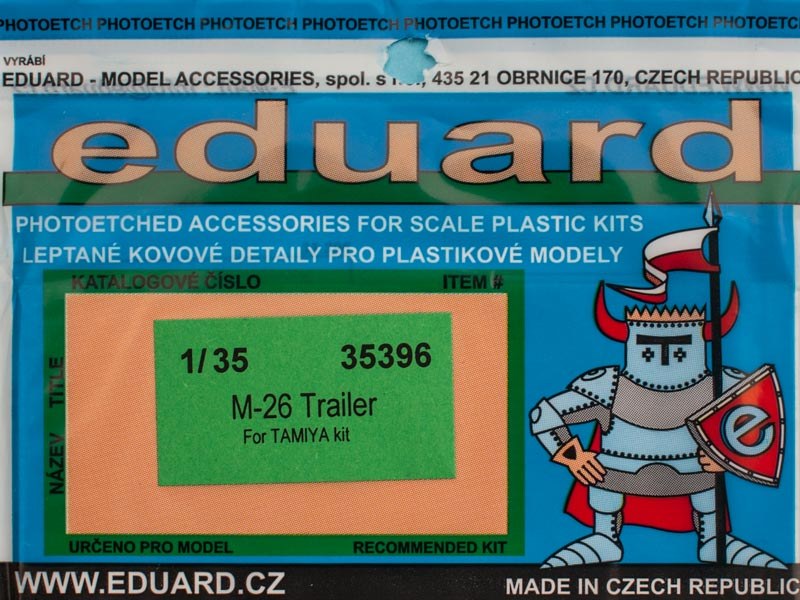 PHOTOETCH PHOTOETCH PHOTOETCH PHOTOETCH PHOTOETCH PHOTOETCH PHOTOETCH PHOTOETCH
VYRÁBÍ
EDUARD - MODEL ACCESSORIES, spol. s r.o., 435 21 OBRNICE 170, CZECH REPUBLIC
eduard
PHOTOETCHED ACCESSORIES FOR SCALE PLASTIC KITS
LEPTANÉ KOVOVÉ DETAILY PRO PLASTIKOVÉ MODELY
KATALOGOVÉ ČÍSLO ITEM #
NÁZEV TITLE
1/35 35396
M-26 Trailer
For TAMIYA kit
e
URČENO PRO MODEL RECOMMENDED KIT
WWW.EDUARD.CZ MADE IN CZECH REPUBLIC